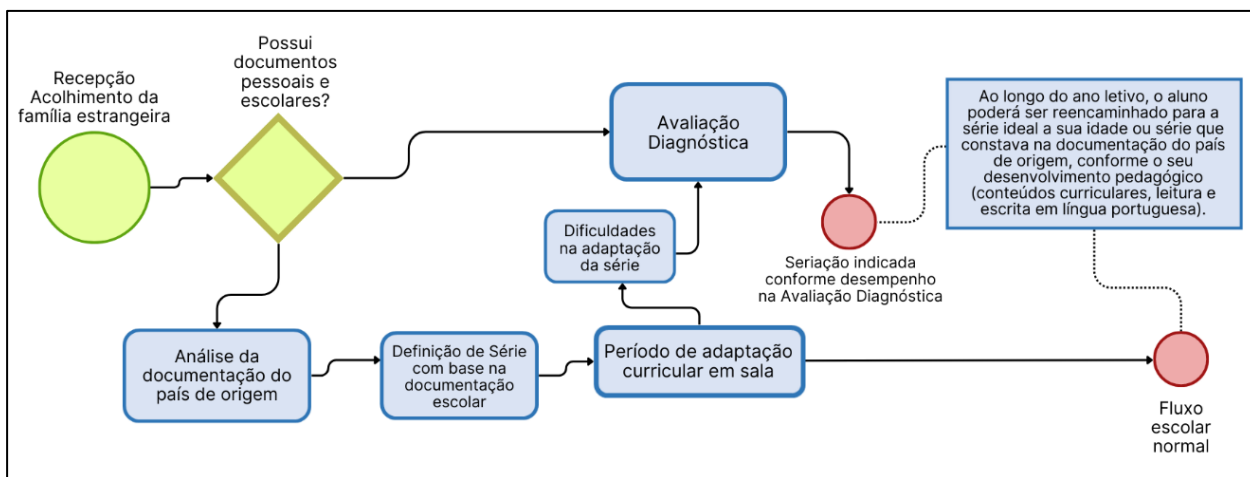 Recepção
Acolhimento da
família estrangeira
Possui
documentos
pessoais e
escolares?
Avaliação
Diagnóstica
Ao longo do ano letivo, o aluno
poderá ser reencaminhado para a
série ideal a sua idade ou série que
constava na documentação do país
de origem, conforme o seu
desenvolvimento pedagógico
(conteúdos curriculares, leitura e
escrita em língua portuguesa).
Dificuldades
na adaptação
da série
Seriação indicada
conforme desempenho
na Avaliação Diagnóstica
Análise da
documentação do
país de origem
Definição de Série
com base na
documentação
escolar
Período de adaptação
curricular em sala
Fluxo
escolar
normal